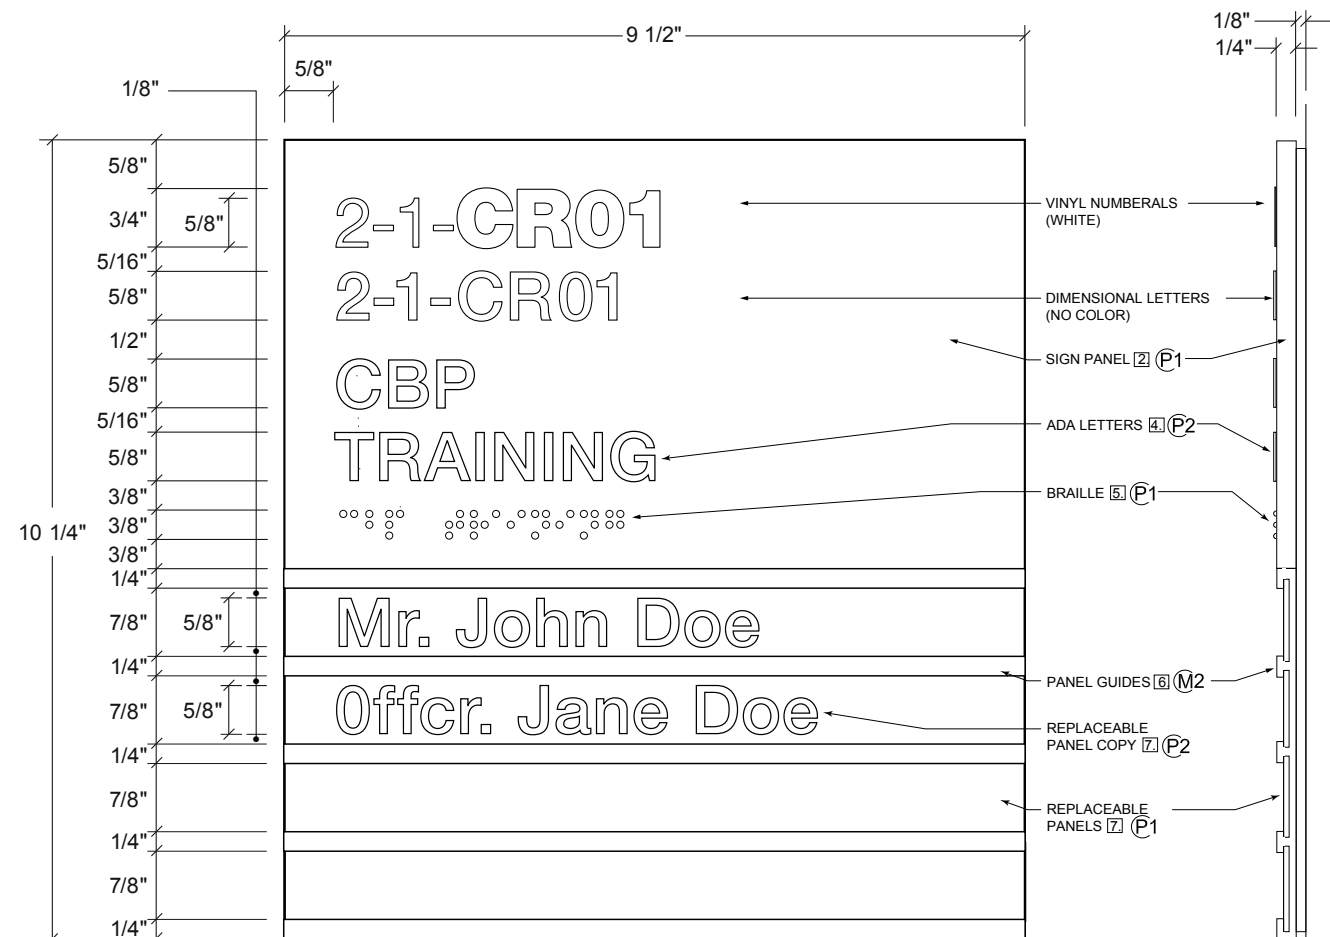 9 1/2"
1/8"
1/4"
5/8"
1/8"
5/8"
3/4"
5/8"
5/16"
5/8"
1/2"
5/8"
5/16"
5/8"
3/8"
3/8"
3/8"
10 1/4"
1/4"
7/8"
5/8"
1/4"
7/8"
5/8"
1/4"
7/8"
1/4"
7/8"
1/4"
2-1-CR01
2-1-CR01
CBP
TRAINING
Mr. John Doe
0ffcr. Jane Doe
VINYL NUMBERALS
(WHITE)
DIMENSIONAL LETTERS
(NO COLOR)
SIGN PANEL 2. P1
ADA LETTERS 4. P2
BRAILLE 5. P1
PANEL GUIDES 6 M2
REPLACEABLE
PANEL COPY 7. P2
REPLACEABLE
PANELS 7. P1